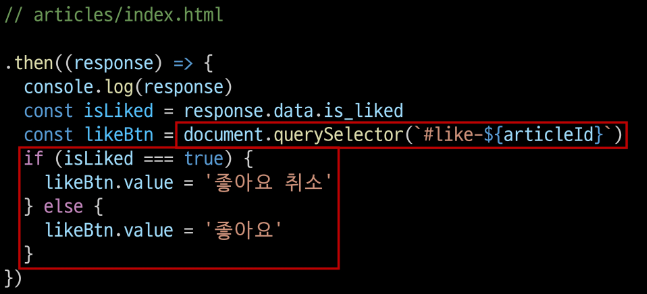 // articles/index.html
.then((response) => {
console.log(response)
const isLiked = response.data.is_liked
const likeBtn = document.querySelector(`#like-${articleId}`)
if (isLiked === true) {
likeBtn.value = '좋아요 취소'
} else {
likeBtn.value = '좋아요'
}
})